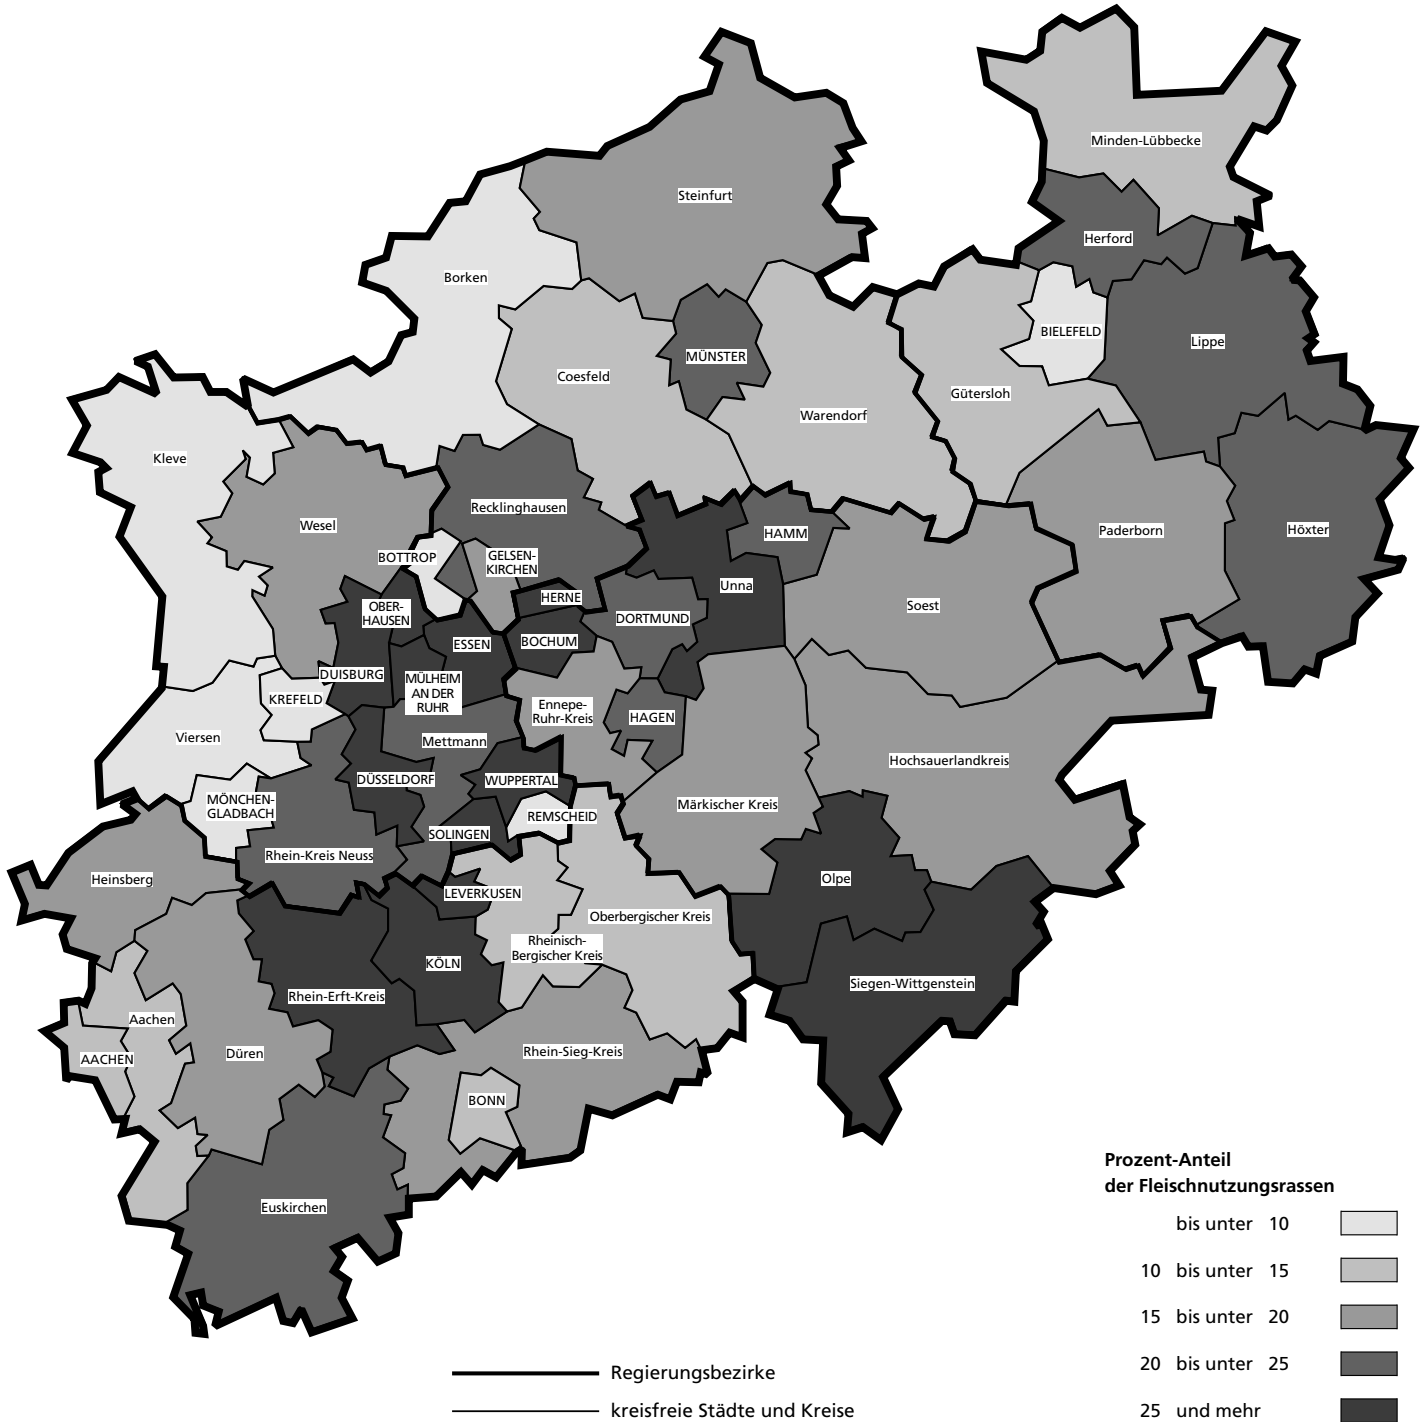 Minden-Lübbecke
Steinfurt
Herford
Borken
BIELEFELD
Lippe
MÜNSTER
Coesfeld
Gütersloh
Warendorf
Kleve
Recklinghausen
Wesel
Paderborn
Höxter
HAMM
BOTTROP
GELSEN-
KIRCHEN
Unna
HERNE
Soest
OBER-
HAUSEN
DORTMUND
ESSEN
BOCHUM
DUISBURG
MÜLHEIM
AN DER
RUHR
KREFELD
Ennepe-
Ruhr-Kreis
HAGEN
Viersen
Mettmann
Hochsauerlandkreis
DÜSSELDORF
WUPPERTAL
MÖNCHEN-
GLADBACH
Märkischer Kreis
REMSCHEID
SOLINGEN
Rhein-Kreis Neuss
Heinsberg
Olpe
LEVERKUSEN
Oberbergischer Kreis
Rheinisch-
Bergischer Kreis
KÖLN
Siegen-Wittgenstein
Rhein-Erft-Kreis
Aachen
Rhein-Sieg-Kreis
Düren
AACHEN
BONN
Euskirchen
Prozent-Anteil
der Fleischnutzungsrassen
bis unter 10
10 bis unter 15
15 bis unter 20
20 bis unter 25
25 und mehr
Regierungsbezirke
kreisfreie Städte und Kreise